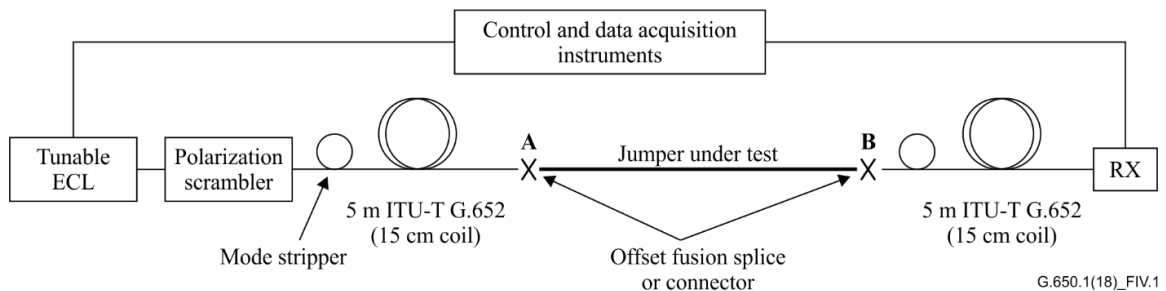 Control and data acquisition
instruments
Tunable
ECL
Polarization
scrambler
A
Jumper under test
B
RX
5 m ITU-T G.652
(15 cm coil)
5 m ITU-T G.652
(15 cm coil)
Mode stripper
Offset fusion splice
or connector
G.650.1(18)_FIV.1